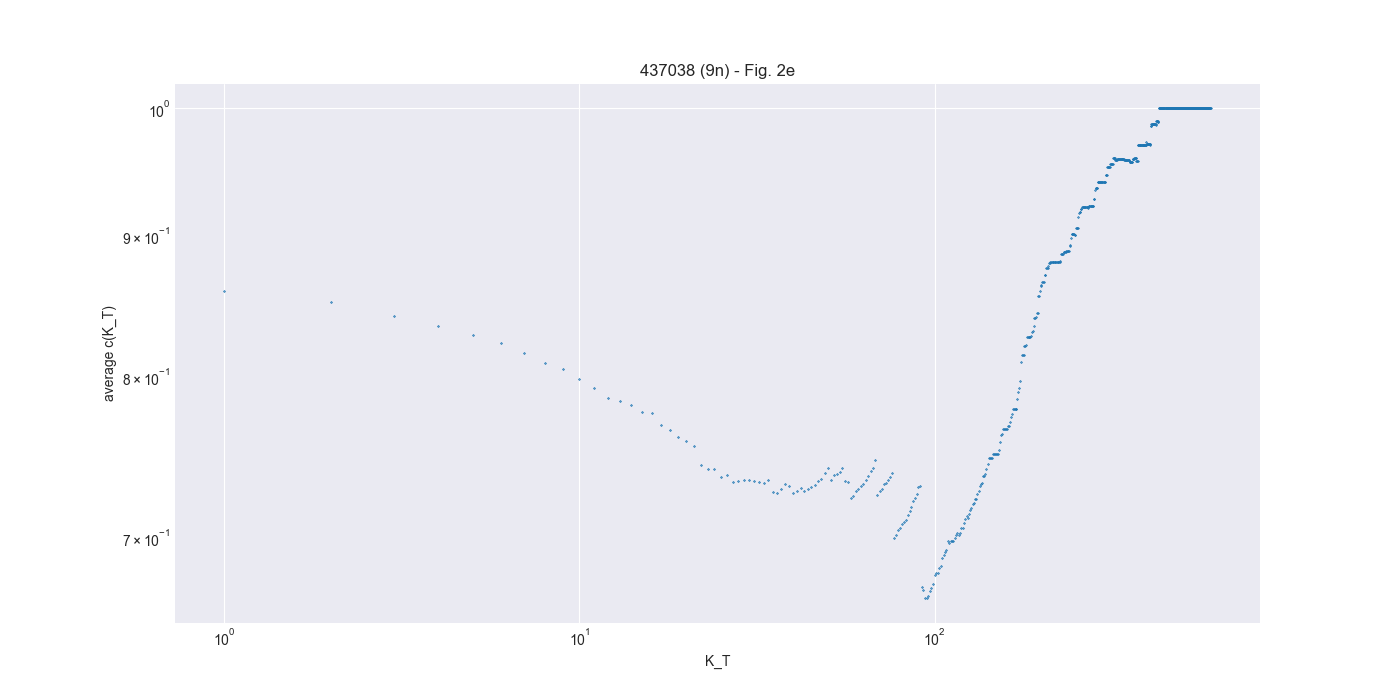 437038 (9n) - Fig. 2e
10⁰
9 × 10⁻¹
8 × 10⁻¹
7 × 10⁻¹
average c(K_T)
10⁰ 10¹ 10²
K_T